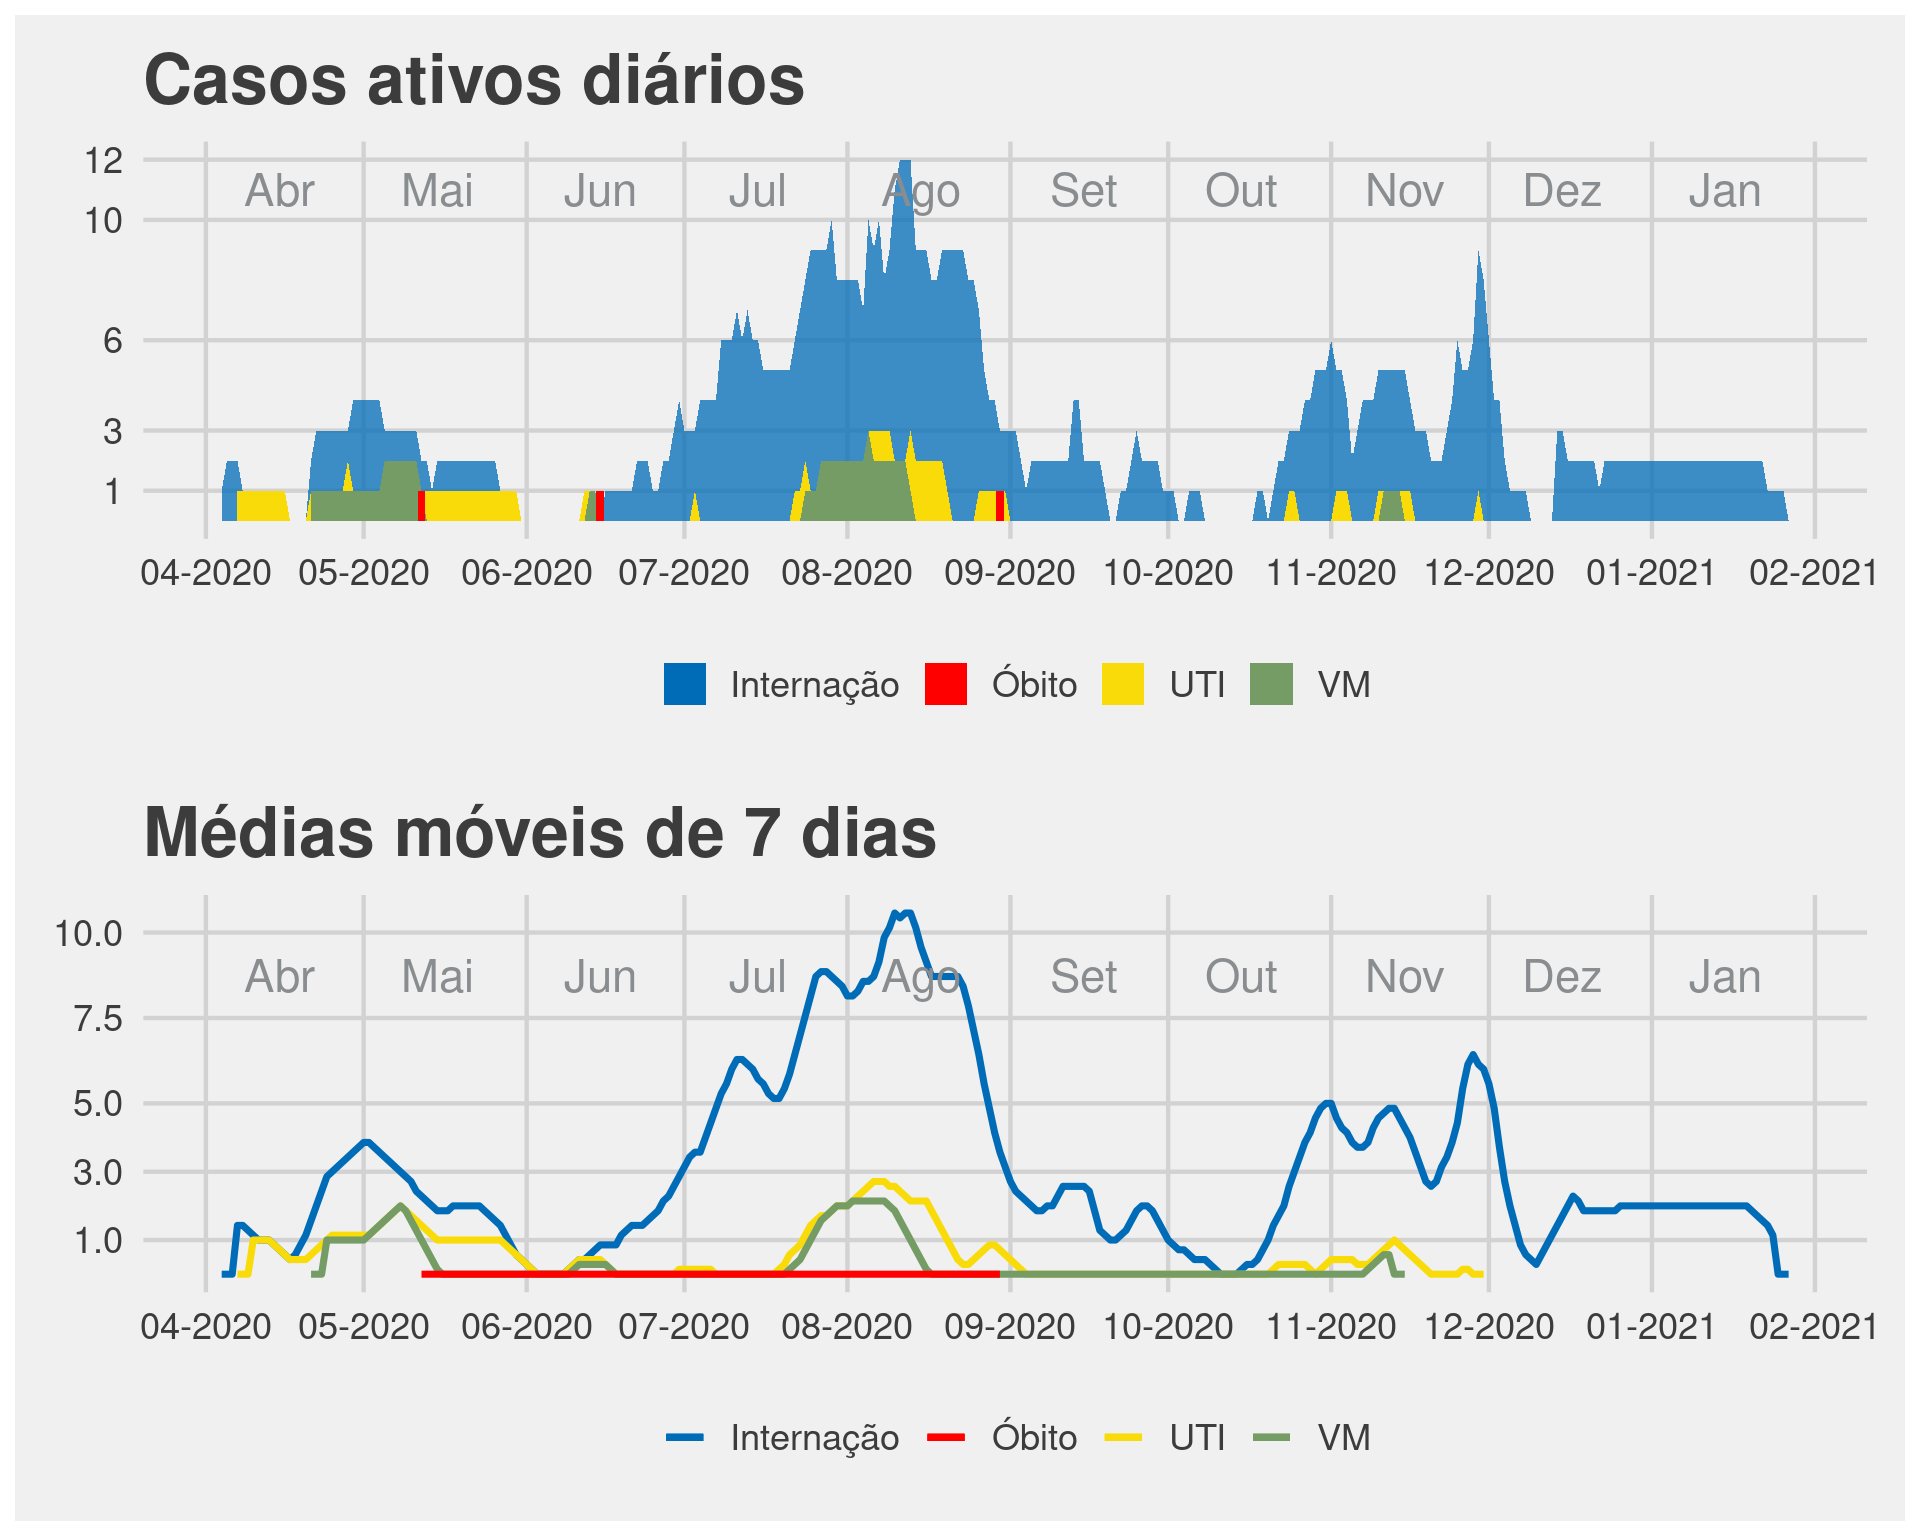 Casos ativos diários
12
10
6
3
1
Abr Mai Jun Jul Ago Set Out Nov Dez Jan
04-2020 05-2020 06-2020 07-2020 08-2020 09-2020 10-2020 11-2020 12-2020 01-2021 02-2021
Internação Óbito UTI VM
Médias móveis de 7 dias
10.0
7.5
5.0
3.0
1.0
Abr Mai Jun Jul Ago Set Out Nov Dez Jan
04-2020 05-2020 06-2020 07-2020 08-2020 09-2020 10-2020 11-2020 12-2020 01-2021 02-2021
Internação Óbito UTI VM